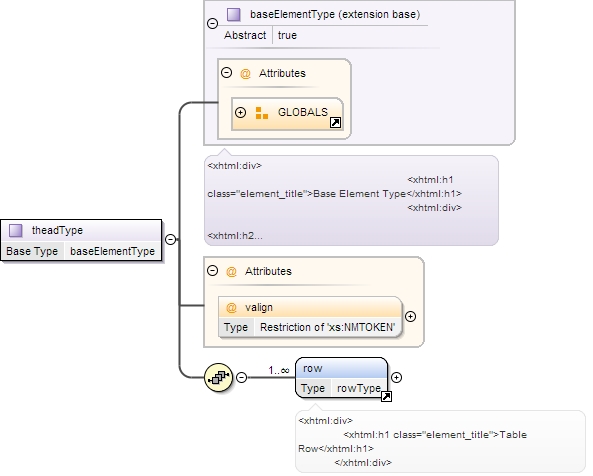 baseElementType (extension base)
Abstract true
@ Attributes
GLOBALS
<xhtml:div>
<xhtml:h1
class="element_title">Base Element Type</xhtml:h1>
<xhtml:div>
<xhtml:h2...
theadType
Base Type baseElementType
@ Attributes
@ valign
Type Restriction of 'xs:NMTOKEN'
1..∞
row
Type rowType
<xhtml:div>
<xhtml:h1 class="element_title">Table
Row</xhtml:h1>
</xhtml:div>